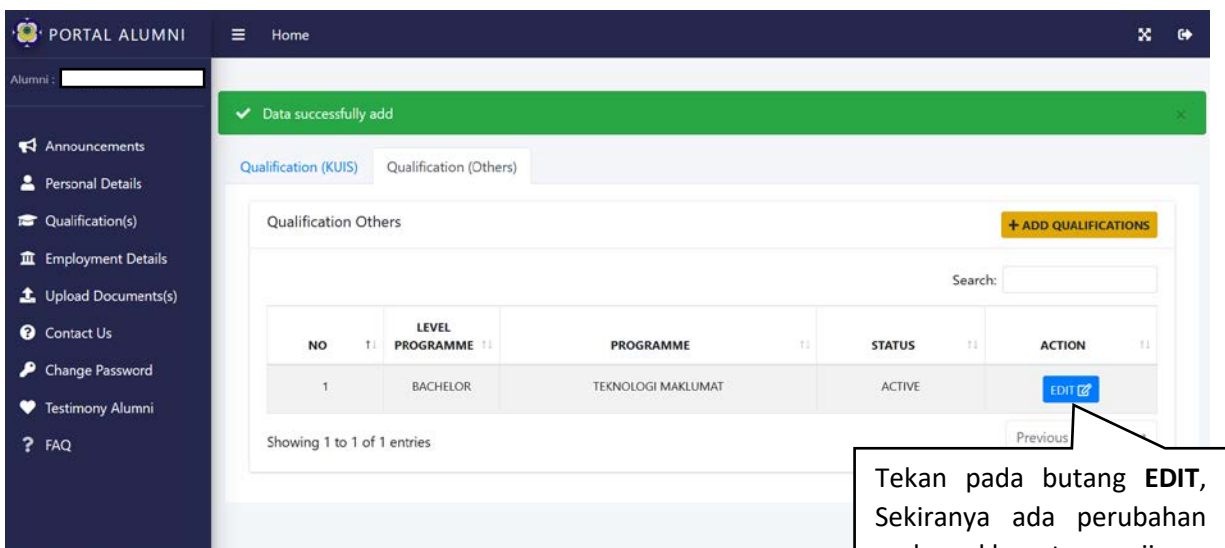 PORTAL ALUMNI
Home
Alumni :
Data successfully add
Announcements
Personal Details
Qualification(s)
Employment Details
Upload Documents(s)
Contact Us
Change Password
Testimony Alumni
? FAQ
Qualification (KUIS) Qualification (Others)
Qualification Others
+ ADD QUALIFICATIONS
Search:
NO LEVEL PROGRAMME PROGRAMME STATUS ACTION
1 BACHELOR TEKNOLOGI MAKLUMAT ACTIVE EDIT
Showing 1 to 1 of 1 entries
Previous
Tekan pada butang EDIT,
Sekiranya ada perubahan